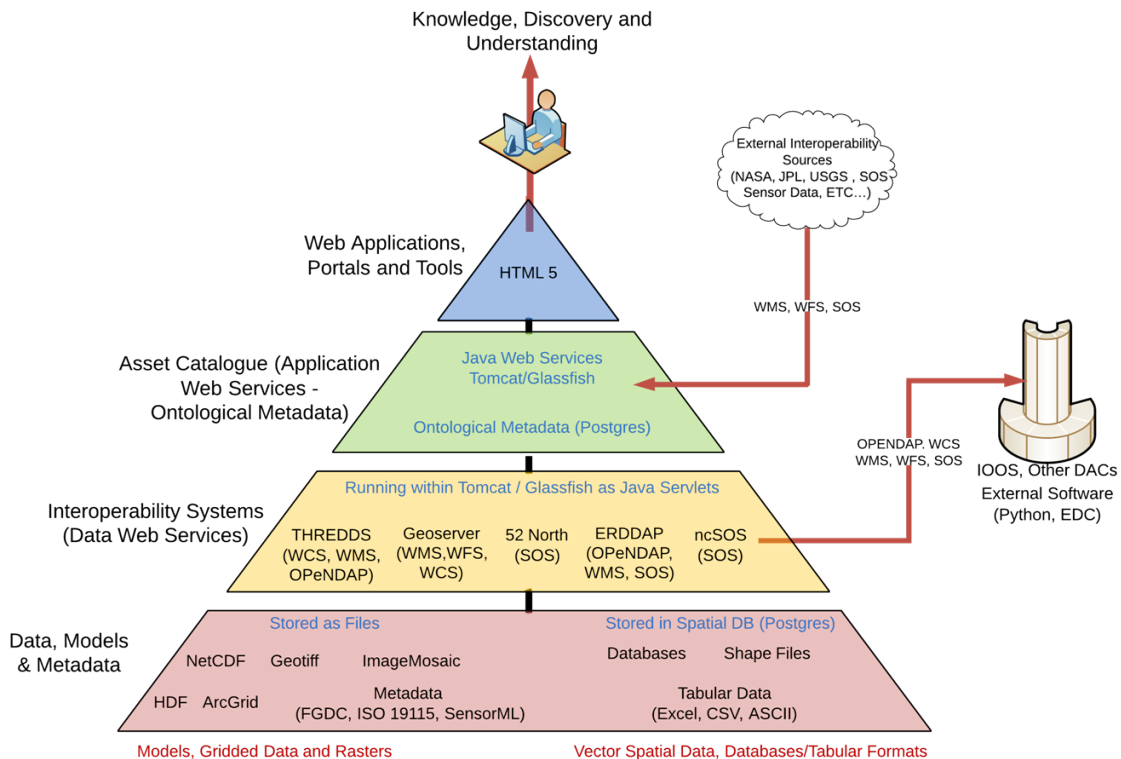 Knowledge, Discovery and
Understanding
External Interoperability
Sources
(NASA, JPL, USGS , SOS
Sensor Data, ETC...)
Web Applications,
Portals and Tools
HTML 5
WMS, WFS, SOS
Asset Catalogue (Application
Web Services -
Ontological Metadata)
Java Web Services
Tomcat/Glassfish
Ontological Metadata (Postgres)
OPENDAP. WCS
WMS, WFS, SOS
IOOS, Other DACs
External Software
(Python, EDC)
Interoperability Systems
(Data Web Services)
Running within Tomcat / Glassfish as Java Servlets
THREDDS
(WCS, WMS,
OPeNDAP)
Geoserver
(WMS,WFS,
WCS)
52 North
(SOS)
ERDDAP
(OPeNDAP,
WMS, SOS)
ncSOS
(SOS)
Data, Models
& Metadata
Stored as Files
NetCDF
Geotiff
ImageMosaic
HDF
ArcGrid
Metadata
(FGDC, ISO 19115, SensorML)
Stored in Spatial DB (Postgres)
Databases
Shape Files
Tabular Data
(Excel, CSV, ASCII)
Models, Gridded Data and Rasters
Vector Spatial Data, Databases/Tabular Formats